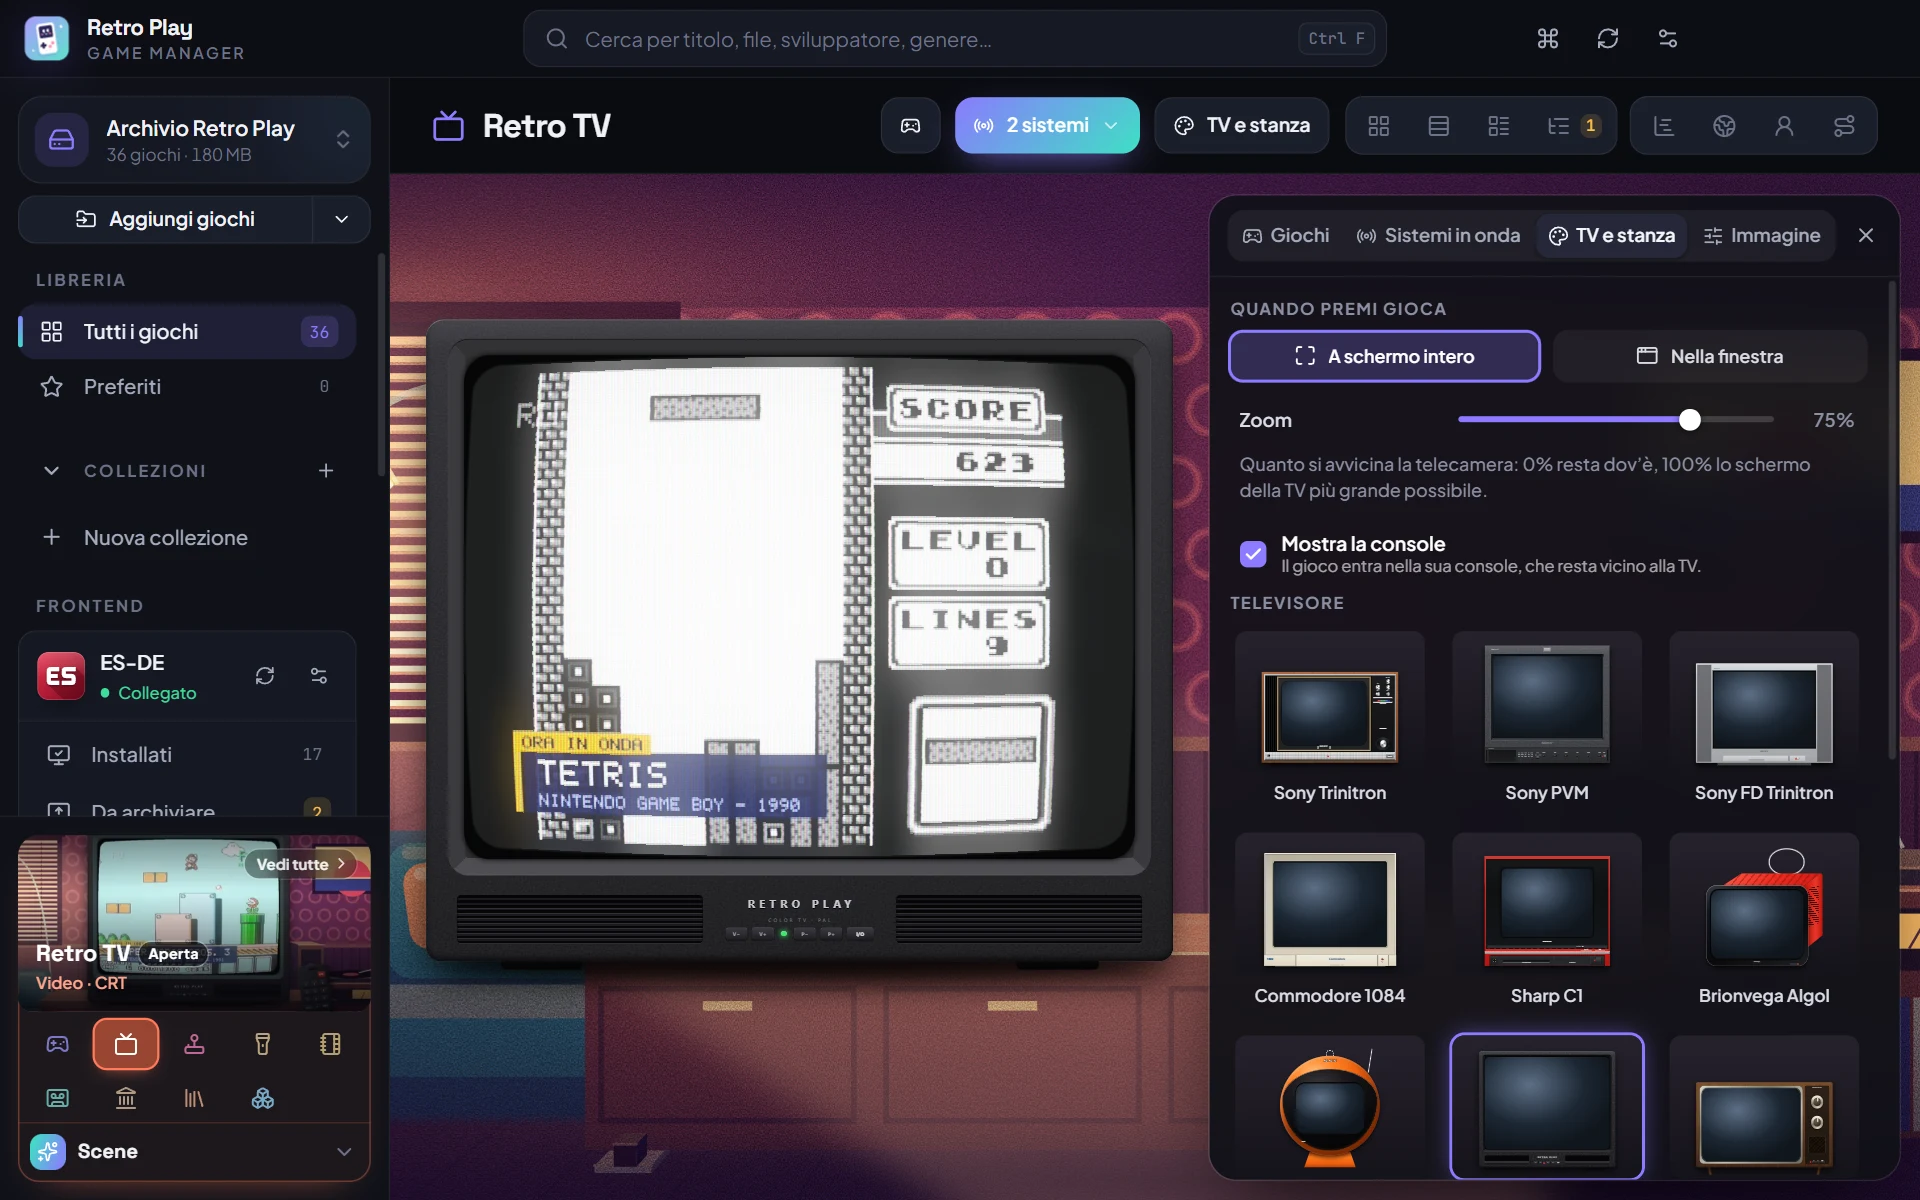 Retro Play
GAME MANAGER
Cerca per titolo, file, sviluppatore, genere...
Ctrl F
Archivio Retro Play
36 giochi · 180 MB
Aggiungi giochi
LIBRERIA
Tutti i giochi
36
Preferiti
0
COLLEZIONI
Nuova collezione
FRONTEND
ES
ES-DE
Collegato
Installati
17
Da archiviare
2
Vedi tutte
Retro TV
Aperta
Video · CRT
Scene
Retro TV
2 sistemi
TV e stanza
1
SCORE
623
LEVEL
0
LINES
9
ORA IN ONDA
TETRIS
NINTENDO GAME BOY – 1990
RETRO PLAY
COLOR TV · PAL
V-
V+
P-
P+
I/O
Giochi
Sistemi in onda
TV e stanza
Immagine
QUANDO PREMI GIOCA
A schermo intero
Nella finestra
Zoom
75%
Quanto si avvicina la telecamera: 0% resta dov'è, 100% lo schermo
della TV più grande possibile.
Mostra la console
Il gioco entra nella sua console, che resta vicino alla TV.
TELEVISORE
Sony Trinitron
Sony PVM
Sony FD Trinitron
Commodore 1084
Sharp C1
Brionvega Algol